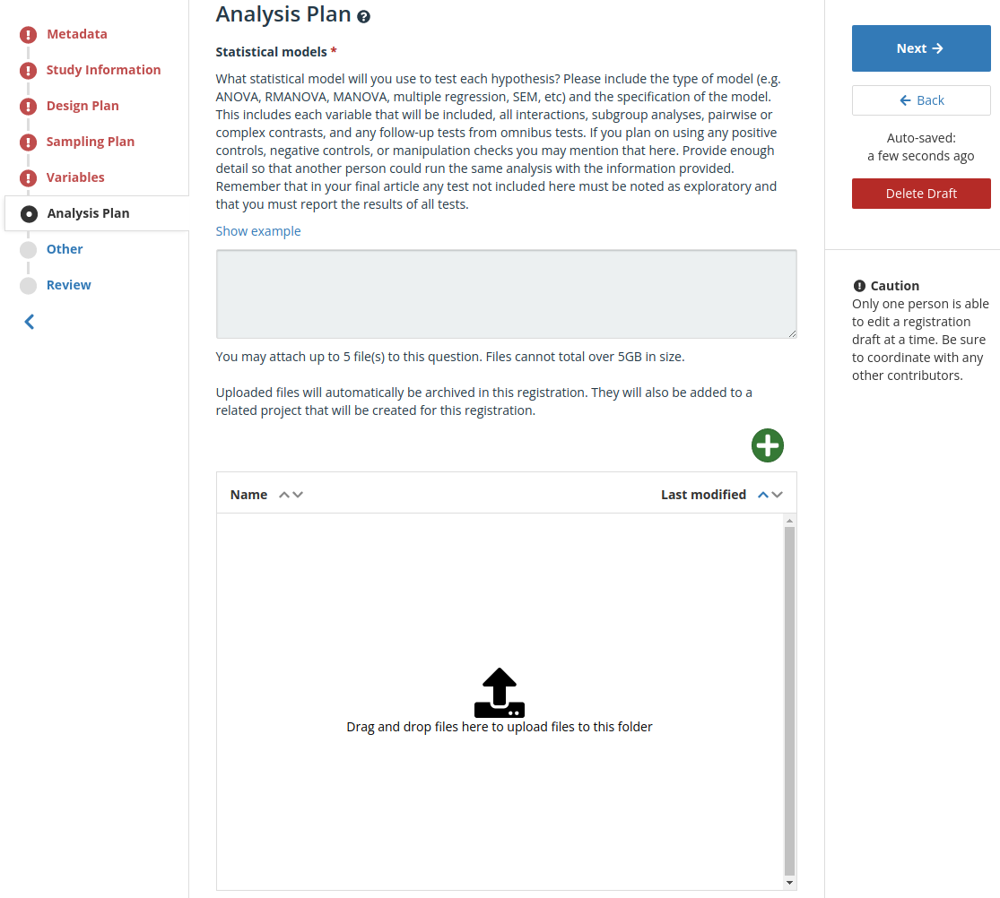 Metadata
Study Information
Design Plan
Sampling Plan
Variables
Analysis Plan
Other
Review
Analysis Plan
Statistical models *
What statistical model will you use to test each hypothesis? Please include the type of model (e.g.
ANOVA, RMANOVA, MANOVA, multiple regression, SEM, etc) and the specification of the model.
This includes each variable that will be included, all interactions, subgroup analyses, pairwise or
complex contrasts, and any follow-up tests from omnibus tests. If you plan on using any positive
controls, negative controls, or manipulation checks you may mention that here. Provide enough
detail so that another person could run the same analysis with the information provided.
Remember that in your final article any test not included here must be noted as exploratory and
that you must report the results of all tests.
Show example
You may attach up to 5 file(s) to this question. Files cannot total over 5GB in size.
Uploaded files will automatically be archived in this registration. They will also be added to a
related project that will be created for this registration.
Name
Last modified
Drag and drop files here to upload files to this folder
Next
Back
Auto-saved:
a few seconds ago
Delete Draft
Caution
Only one person is able
to edit a registration
draft at a time. Be sure
to coordinate with any
other contributors.